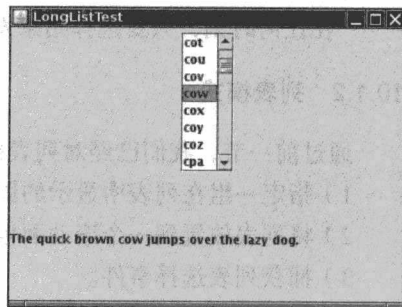 LongListTest
cot
cou
cov
cow
cox
coy
coz
cpa
The quick brown cow jumps over the lazy dog.